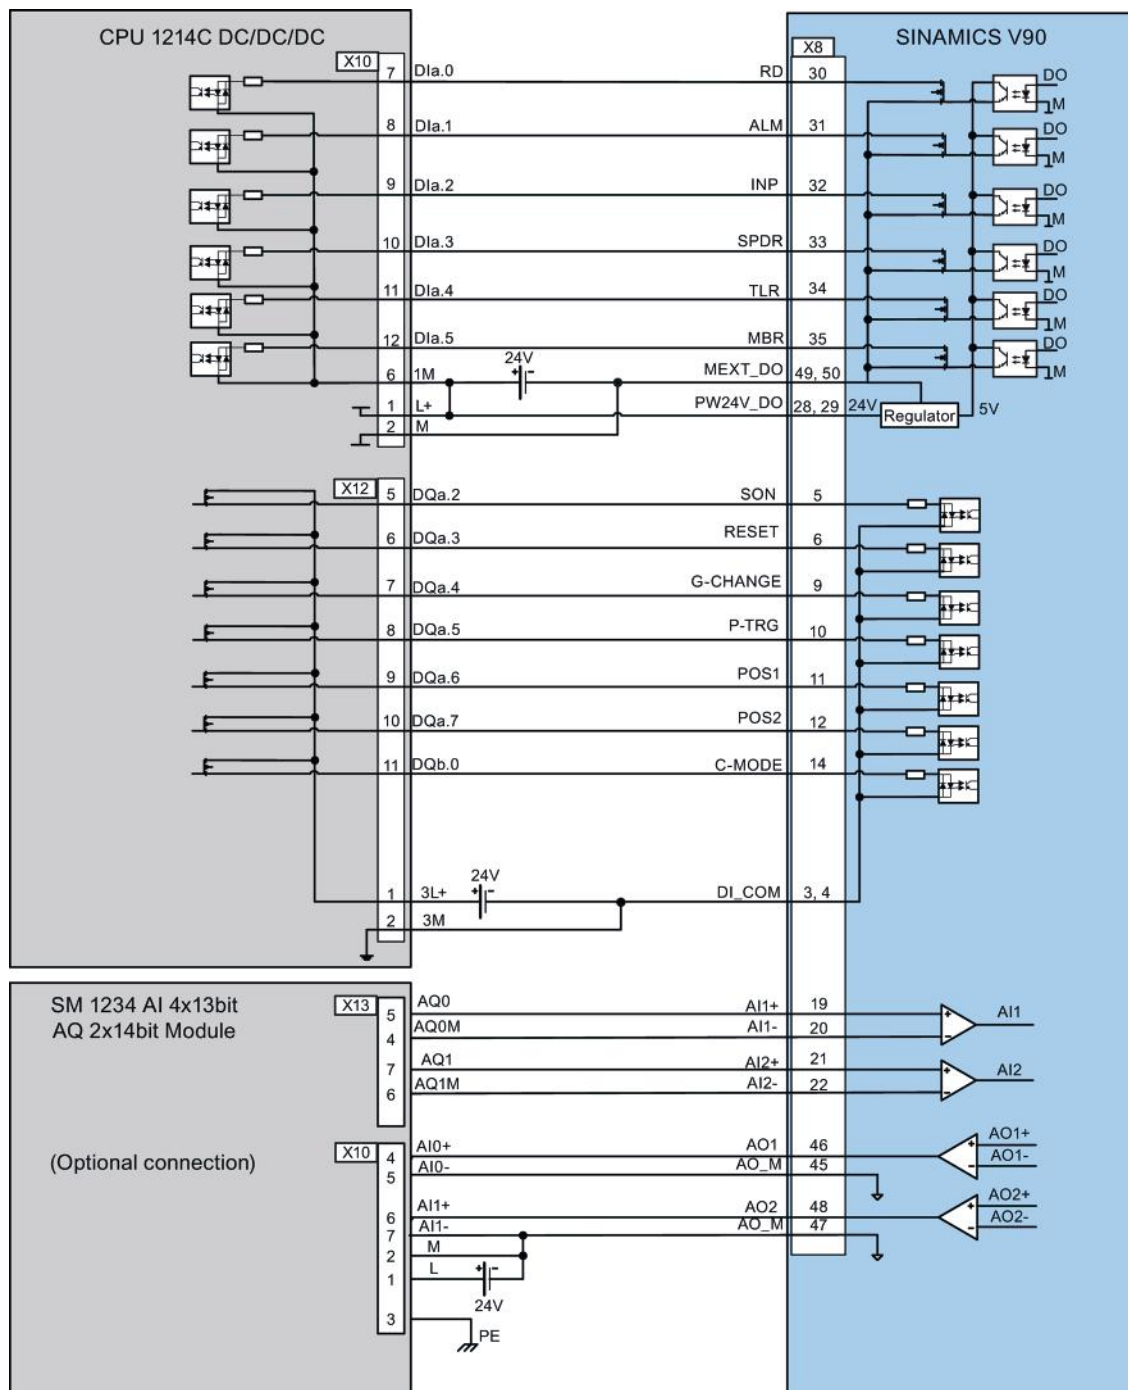 CPU 1214C DC/DC/DC
SINAMICS V90
X10
X8
7 DIa.0 RD 30 DO
M
8 DIa.1 ALM 31 DO
M
9 DIa.2 INP 32 DO
M
10 DIa.3 SPDR 33 DO
M
11 DIa.4 TLR 34 DO
M
12 DIa.5 MBR 35 DO
24V
+ -
6 1M MEXT_DO 49, 50 M
1 L+ PW24V_DO 28, 29 24V Regulator 5V
2 M
X12
5 DQa.2 SON 5
6 DQa.3 RESET 6
7 DQa.4 G-CHANGE 9
8 DQa.5 P-TRG 10
9 DQa.6 POS1 11
10 DQa.7 POS2 12
11 DQb.0 C-MODE 14
24V
+ -
1 3L+ DI_COM 3, 4
2 3M
SM 1234 AI 4x13bit
AQ 2x14bit Module
X13
5 AQ0 AI1+ 19 + AI1
4 AQ0M AI1- 20 -
7 AQ1 AI2+ 21 + AI2
6 AQ1M AI2- 22 -
(Optional connection)
X10
4 AI0+ AO1 46 + AO1+
5 AI0- AO_M 45 - AO1-
6 AI1+ AO2 48 + AO2+
7 AI1- AO_M 47 - AO2-
2 M
1 L + -
24V
3 PE